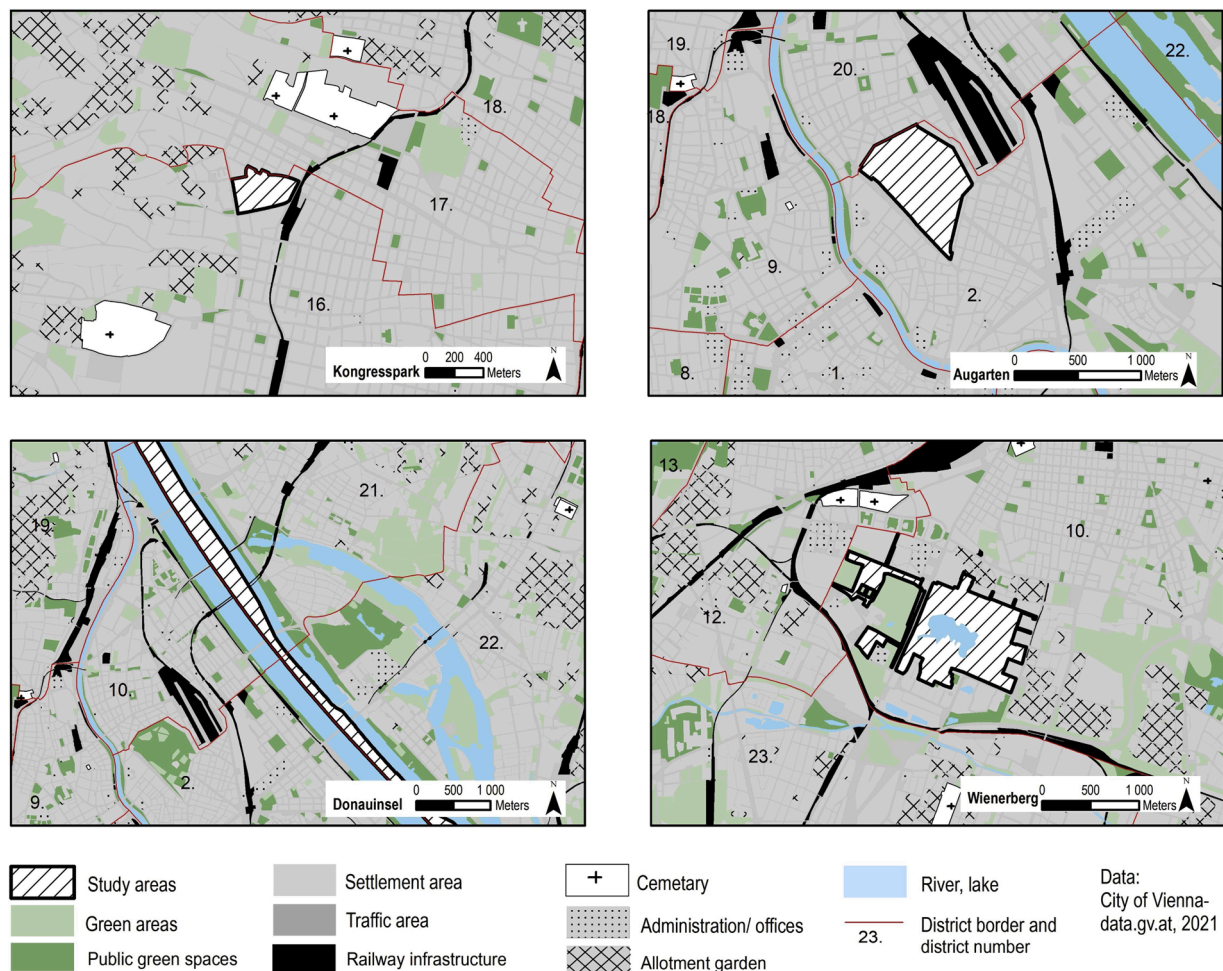 18.
17.
16.
N
0 200 400
Kongresspark
Meters
19.
20.
22.
18.
9.
2.
8.
1.
N
0 500 1 000
Augarten
Meters
21.
19.
22.
10.
2.
9.
N
0 500 1 000
Donauinsel
Meters
13.
10.
12.
23.
N
0 500 1 000
Wienerberg
Meters
Study areas
Green areas
Public green spaces
Settlement area
Traffic area
Railway infrastructure
Cemetary
Administration/ offices
Allotment garden
River, lake
District border and
23.
district number
Data:
City of Vienna-
data.gv.at, 2021